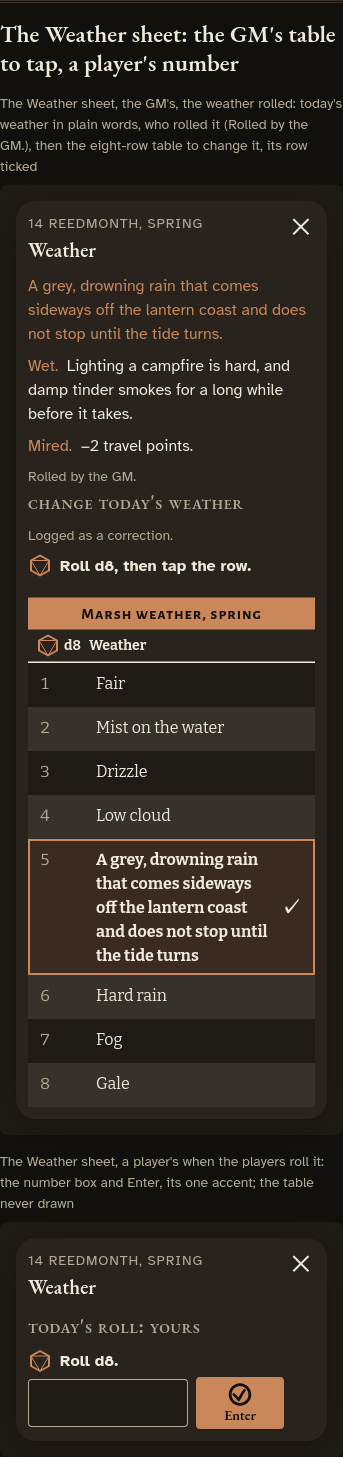 The Weather sheet: the GM's table
to tap, a player's number
The Weather sheet, the GM's, the weather rolled: today's
weather in plain words, who rolled it (Rolled by the
GM.), then the eight-row table to change it, its row
ticked
14 REEDMONTH, SPRING
Weather
A grey, drowning rain that comes
sideways off the lantern coast and does
not stop until the tide turns.
Wet. Lighting a campfire is hard, and
damp tinder smokes for a long while
before it takes.
Mired. −2 travel points.
Rolled by the GM.
CHANGE TODAY'S WEATHER
Logged as a correction.
Roll d8, then tap the row.
MARSH WEATHER, SPRING
d8 Weather
1 Fair
2 Mist on the water
3 Drizzle
4 Low cloud
5 A grey, drowning rain
that comes sideways
off the lantern coast
and does not stop until
the tide turns
6 Hard rain
7 Fog
8 Gale
The Weather sheet, a player's when the players roll it:
the number box and Enter, its one accent; the table
never drawn
14 REEDMONTH, SPRING
Weather
TODAY'S ROLL: YOURS
Roll d8.
Enter